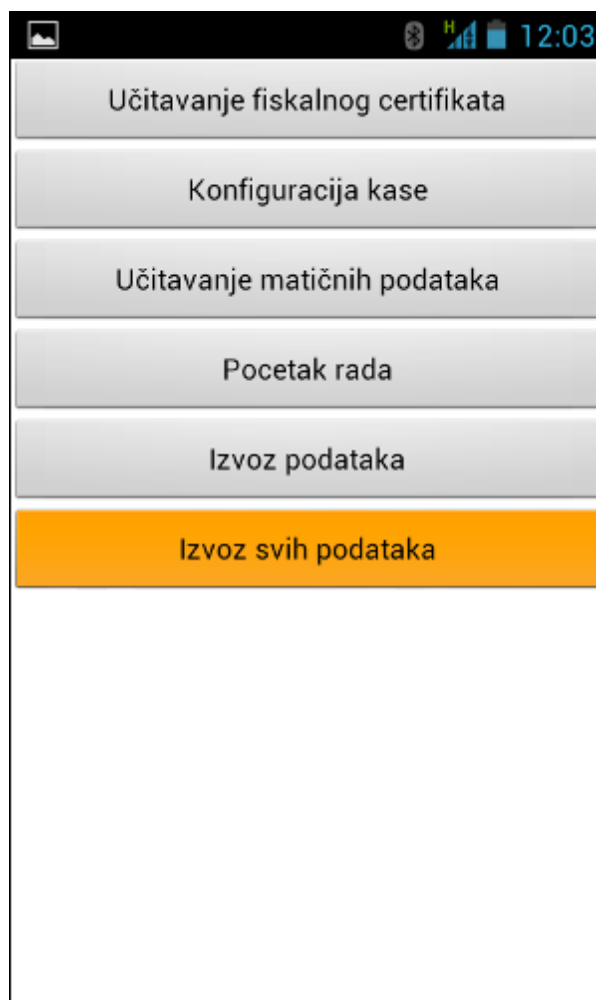 H 12:03
Učitavanje fiskalnog certifikata
Konfiguracija kase
Učitavanje matičnih podataka
Pocetak rada
Izvoz podataka
Izvoz svih podataka